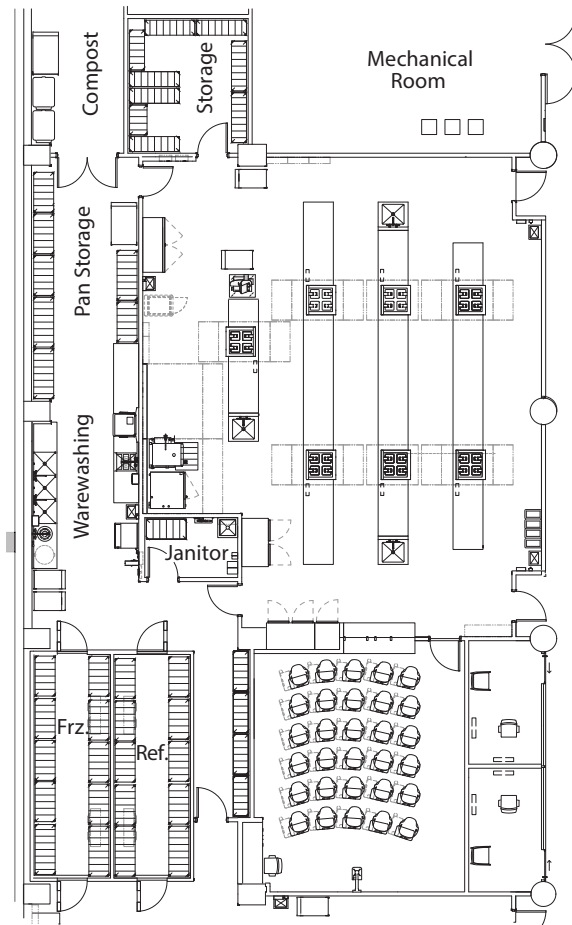 Compost
Storage
Mechanical
Room
Pan Storage
Warewashing
Janitor
Frz.
Ref.